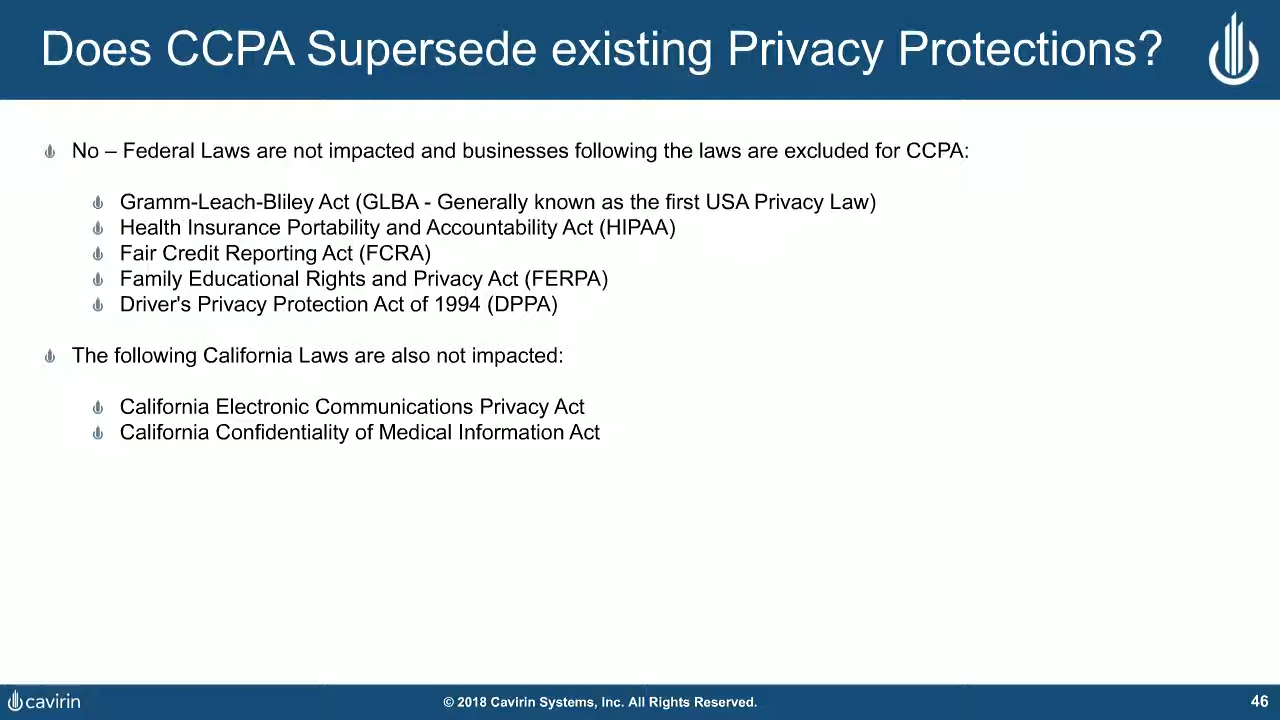 Does CCPA Supersede existing Privacy Protections?
No – Federal Laws are not impacted and businesses following the laws are excluded for CCPA:
Gramm-Leach-Bliley Act (GLBA - Generally known as the first USA Privacy Law)
Health Insurance Portability and Accountability Act (HIPAA)
Fair Credit Reporting Act (FCRA)
Family Educational Rights and Privacy Act (FERPA)
Driver's Privacy Protection Act of 1994 (DPPA)
The following California Laws are also not impacted:
California Electronic Communications Privacy Act
California Confidentiality of Medical Information Act
cavirin
© 2018 Cavirin Systems, Inc. All Rights Reserved.
46